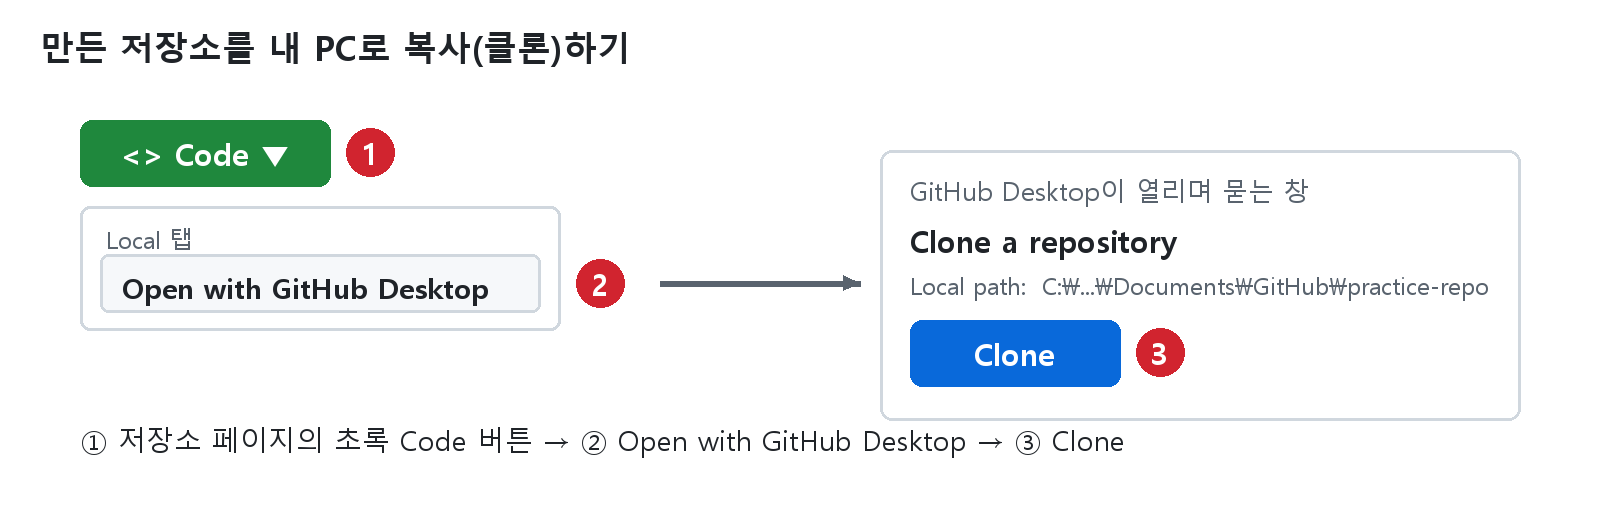 만든 저장소를 내 PC로 복사(클론)하기
<> Code ▼
1
Local 탭
Open with GitHub Desktop
2
GitHub Desktop이 열리며 묻는 창
Clone a repository
Local path: C:₩...₩Documents₩GitHub₩practice-repo
Clone
3
① 저장소 페이지의 초록 Code 버튼 → ② Open with GitHub Desktop → ③ Clone